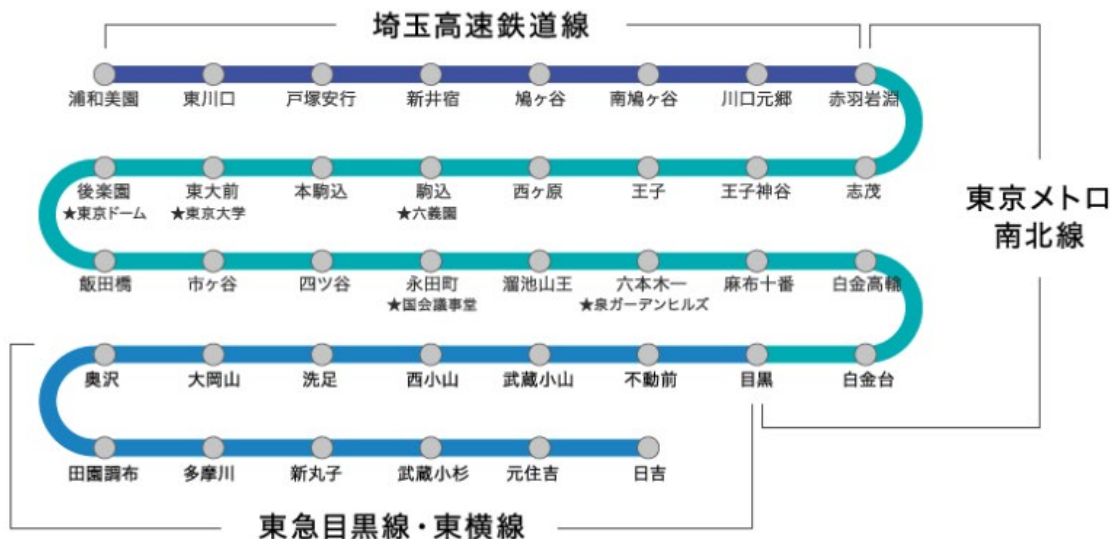 埼玉高速鉄道線
浦和美園 東川口 戸塚安行 新井宿 鳩ヶ谷 南鳩ヶ谷 川口元郷 赤羽岩淵
後楽園 東大前 本駒込 駒込 西ヶ原 王子 王子神谷 志茂
★東京ドーム ★東京大学 ★六義園
東京メトロ
南北線
飯田橋 市ヶ谷 四ツ谷 永田町 溜池山王 六本木一 麻布十番 白金高輪
★国会議事堂 ★泉ガーデンヒルズ
奥沢 大岡山 洗足 西小山 武蔵小山 不動前 目黒 白金台
田園調布 多摩川 新丸子 武蔵小杉 元住吉 日吉
東急目黒線・東横線